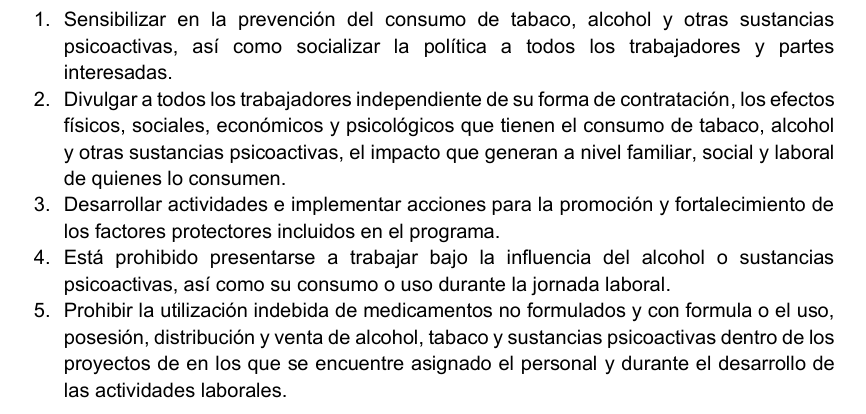 1. Sensibilizar en la prevención del consumo de tabaco, alcohol y otras sustancias
psicoactivas, así como socializar la política a todos los trabajadores y partes
interesadas.
2. Divulgar a todos los trabajadores independiente de su forma de contratación, los efectos
físicos, sociales, económicos y psicológicos que tienen el consumo de tabaco, alcohol
y otras sustancias psicoactivas, el impacto que generan a nivel familiar, social y laboral
de quienes lo consumen.
3. Desarrollar actividades e implementar acciones para la promoción y fortalecimiento de
los factores protectores incluidos en el programa.
4. Está prohibido presentarse a trabajar bajo la influencia del alcohol o sustancias
psicoactivas, así como su consumo o uso durante la jornada laboral.
5. Prohibir la utilización indebida de medicamentos no formulados y con formula o el uso,
posesión, distribución y venta de alcohol, tabaco y sustancias psicoactivas dentro de los
proyectos de en los que se encuentre asignado el personal y durante el desarrollo de
las actividades laborales.